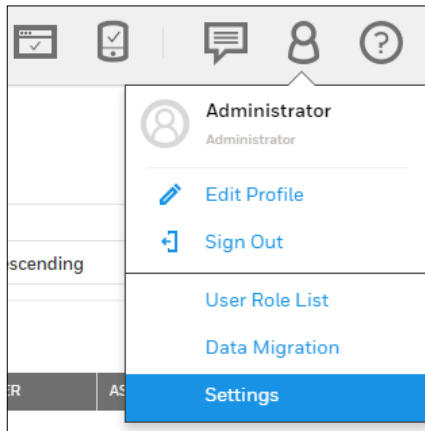 ?
Administrator
Administrator
Edit Profile
Sign Out
scending
User Role List
Data Migration
ER
AS
Settings